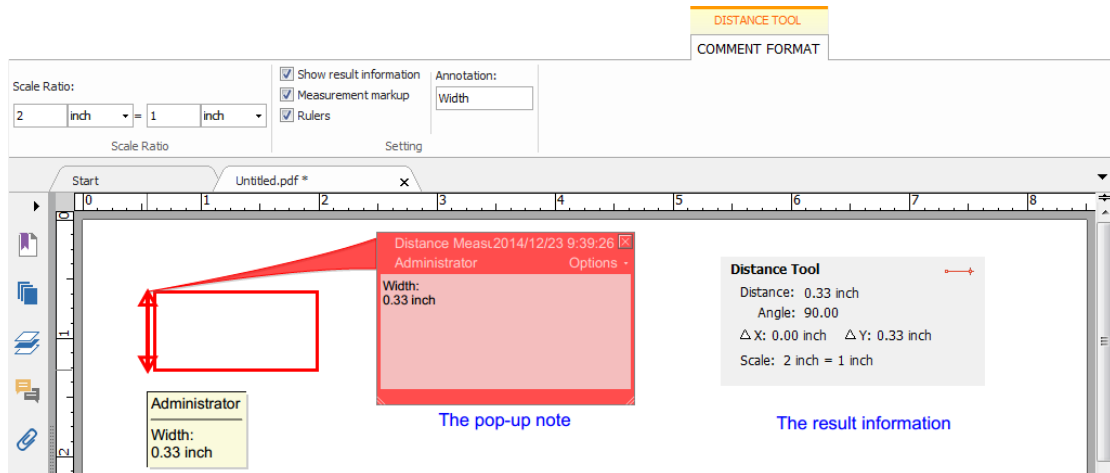 DISTANCE TOOL
COMMENT FORMAT
Scale Ratio:
2 inch = 1 inch
Scale Ratio
Show result information
Measurement markup
Rulers
Annotation:
Width
Setting
Start
Untitled.pdf *
0 1 2 3 4 5 6 7 8
0
1
2
Distance Measu2014/12/23 9:39:26
Administrator Options
Width:
0.33 inch
The pop-up note
Administrator
Width:
0.33 inch
Distance Tool
Distance: 0.33 inch
Angle: 90.00
△ X: 0.00 inch △ Y: 0.33 inch
Scale: 2 inch = 1 inch
The result information